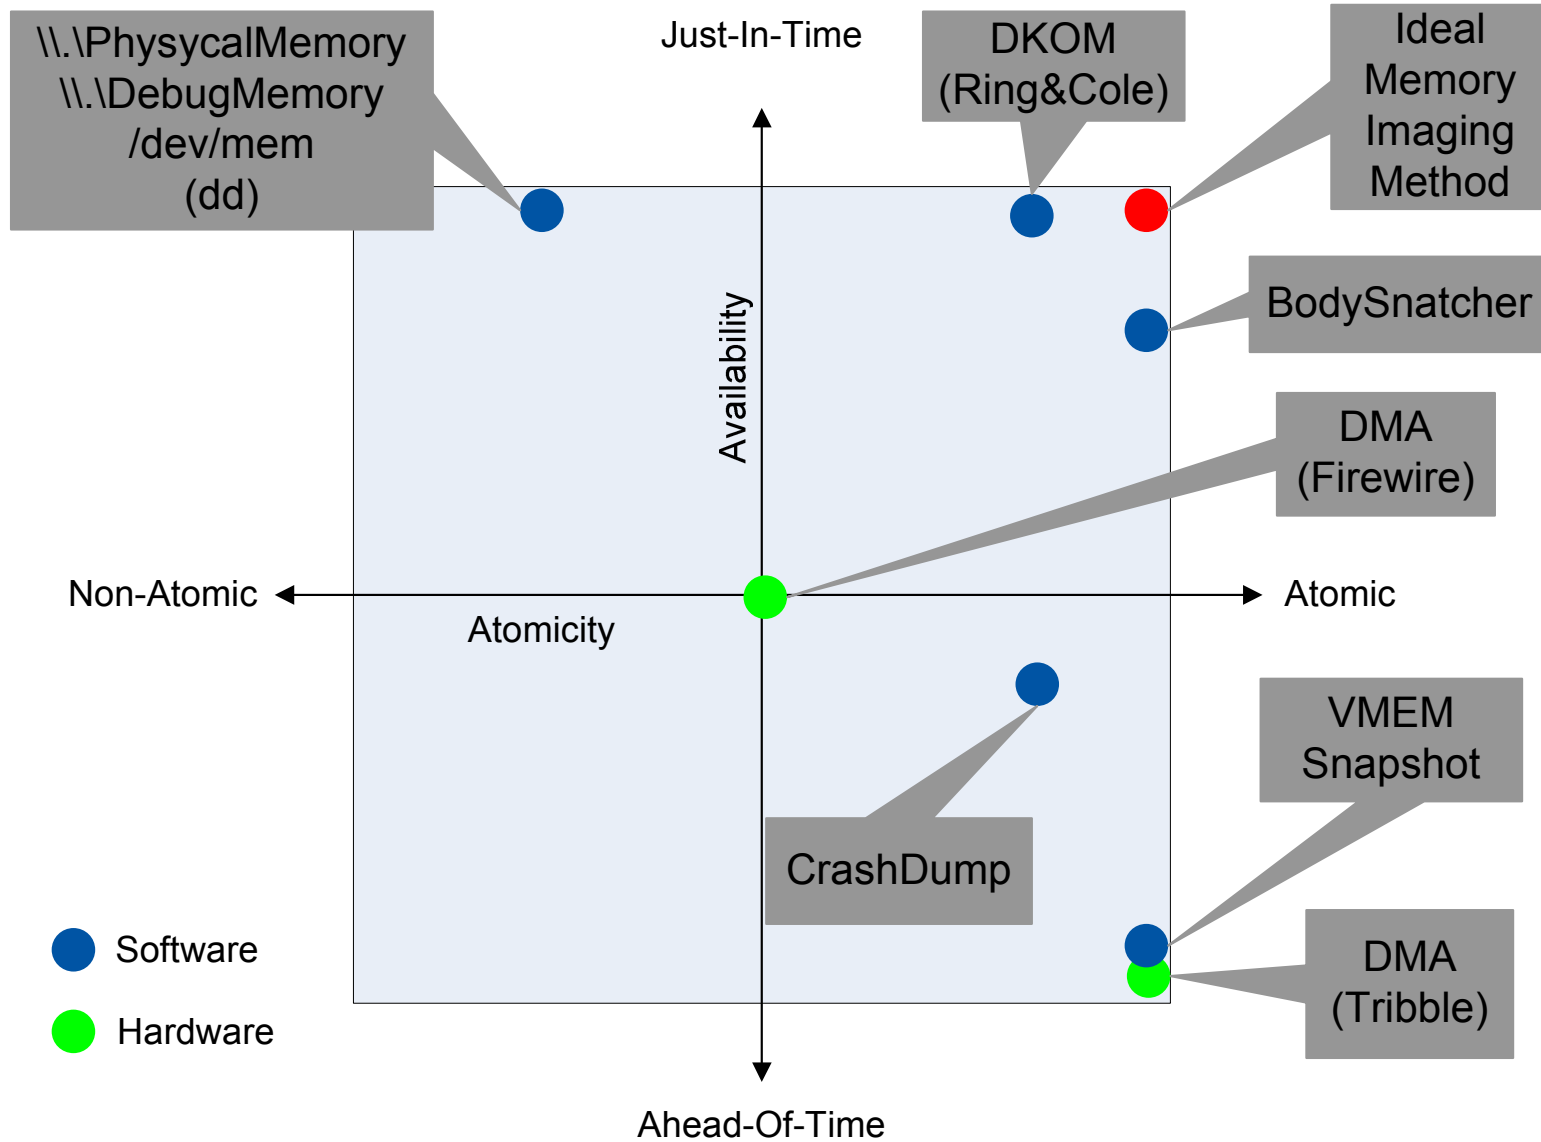 \\.\PhysycalMemory
\\.\DebugMemory
/dev/mem
(dd)
Just-In-Time
DKOM
(Ring&Cole)
Ideal
Memory
Imaging
Method
BodySnatcher
Availability
DMA
(Firewire)
Non-Atomic
Atomic
Atomicity
VMEM
Snapshot
CrashDump
DMA
(Tribble)
Software
Hardware
Ahead-Of-Time